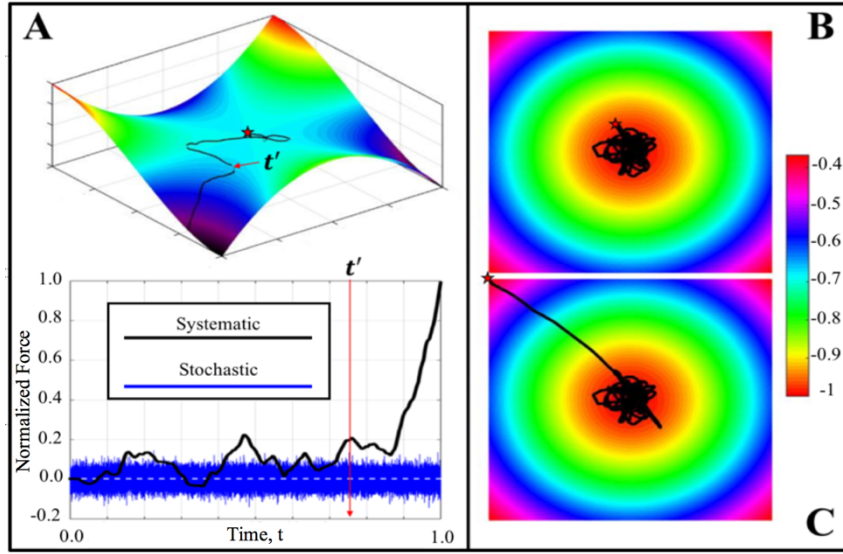 A
t′
B
-0.4
-0.5
-0.6
-0.7
-0.8
-0.9
-1
C
t′
1.0
0.8
0.6
0.4
0.2
0.0
-0.2
Normalized Force
Systematic
Stochastic
0.0
Time, t
1.0